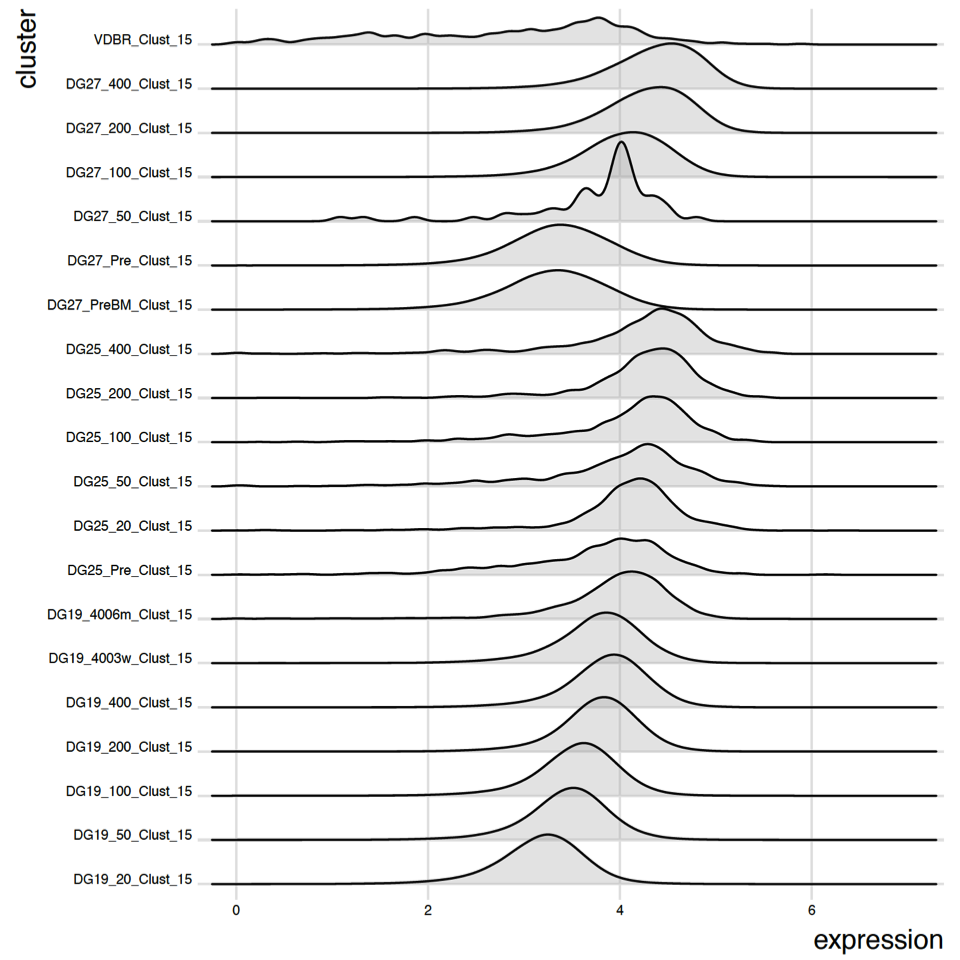 cluster
VDBR_Clust_15
DG27_400_Clust_15
DG27_200_Clust_15
DG27_100_Clust_15
DG27_50_Clust_15
DG27_Pre_Clust_15
DG27_PreBM_Clust_15
DG25_400_Clust_15
DG25_200_Clust_15
DG25_100_Clust_15
DG25_50_Clust_15
DG25_20_Clust_15
DG25_Pre_Clust_15
DG19_4006m_Clust_15
DG19_4003w_Clust_15
DG19_400_Clust_15
DG19_200_Clust_15
DG19_100_Clust_15
DG19_50_Clust_15
DG19_20_Clust_15
0 2 4 6
expression